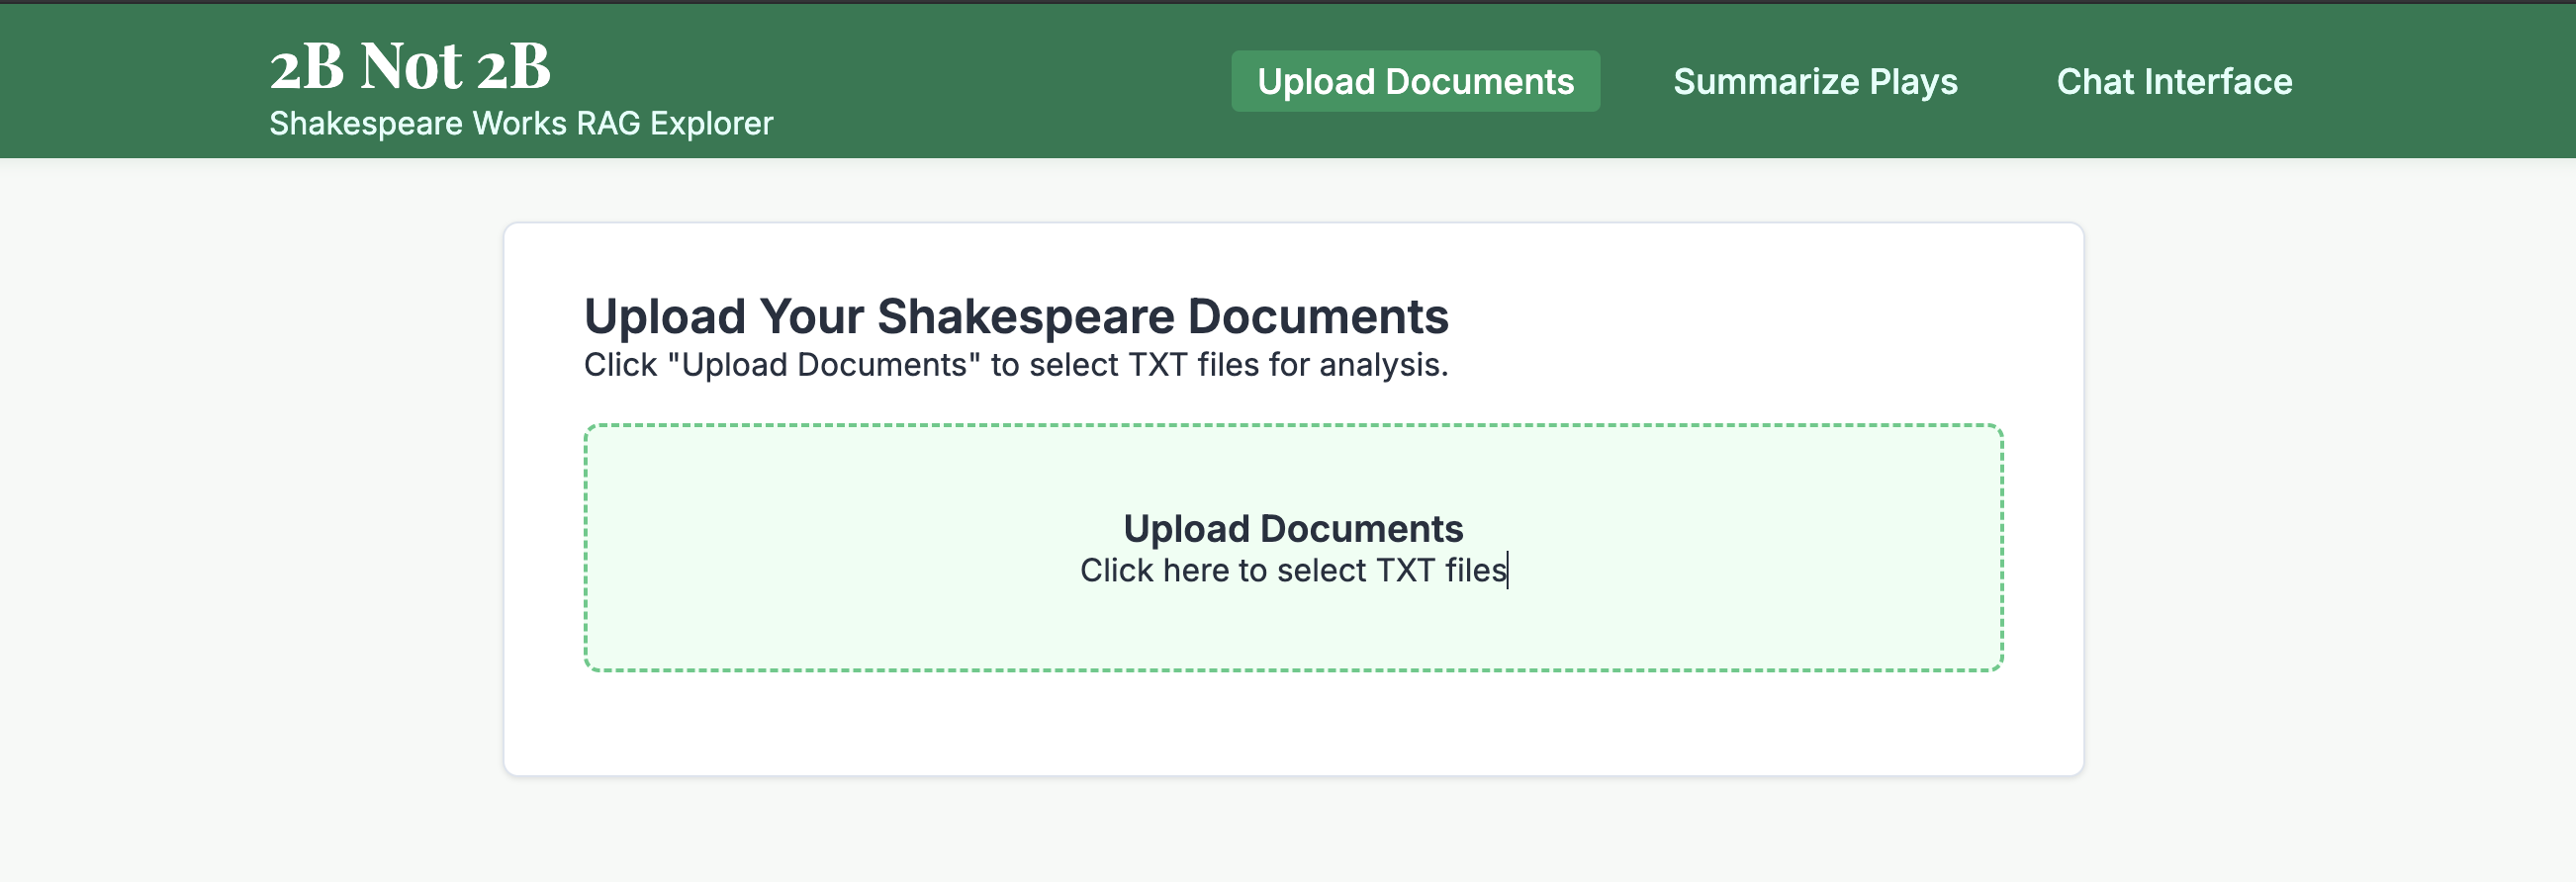 2B Not 2B
Shakespeare Works RAG Explorer
Upload Documents
Summarize Plays
Chat Interface
Upload Your Shakespeare Documents
Click "Upload Documents" to select TXT files for analysis.
Upload Documents
Click here to select TXT files